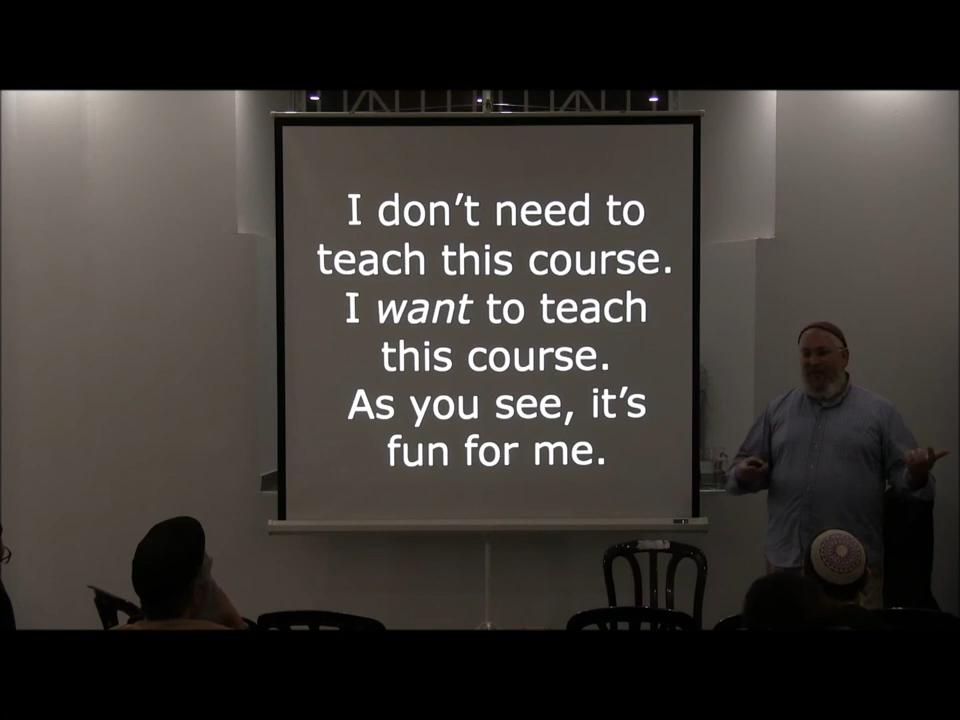 I don't need to
teach this course.
I want to teach
this course.
As you see, it's
fun for me.